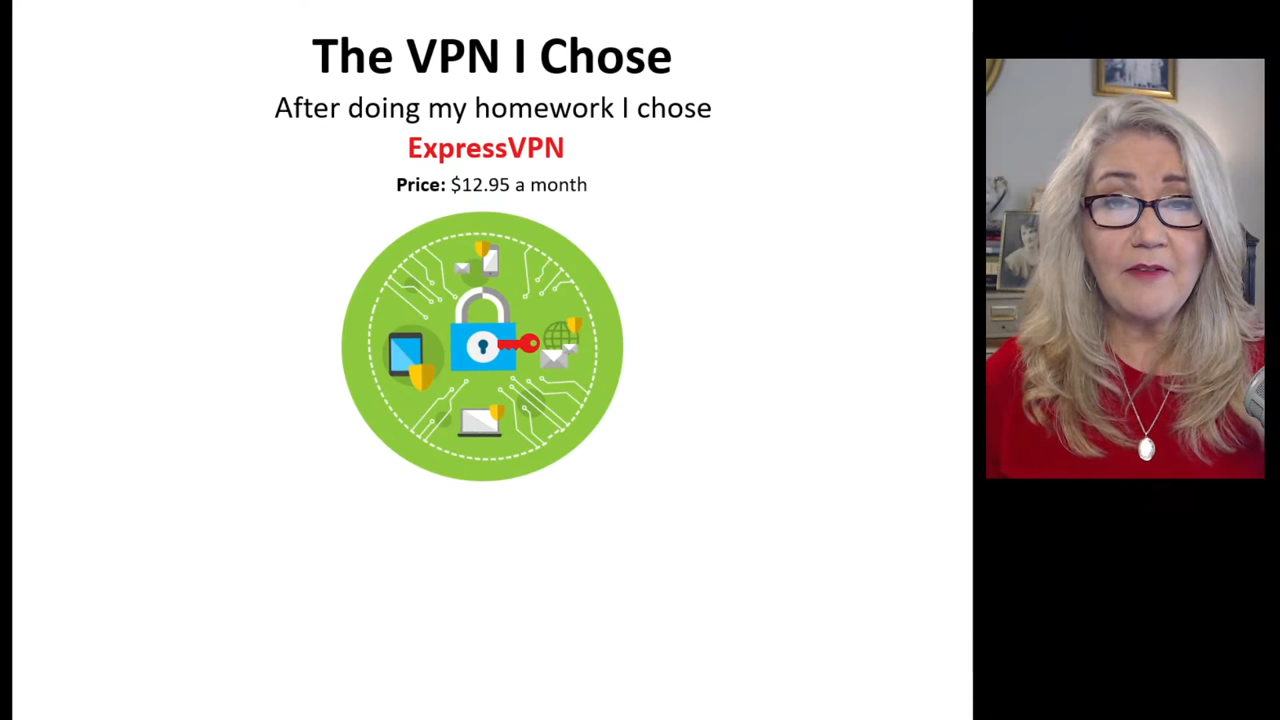 The VPN I Chose
After doing my homework I chose
ExpressVPN
Price: $12.95 a month